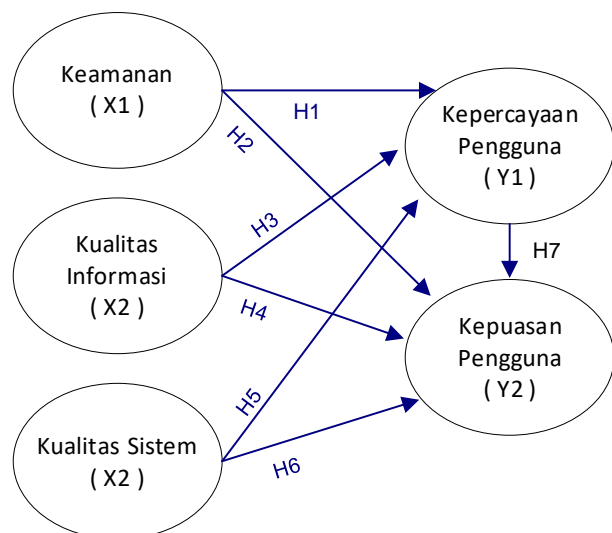 Keamanan
( X1 )
H1
H2
Kepercayaan
Pengguna
( Y1 )
H3
Kualitas
Informasi
( X2 )
H4
H7
Kepuasan
Pengguna
( Y2 )
H5
Kualitas Sistem
( X2 )
H6